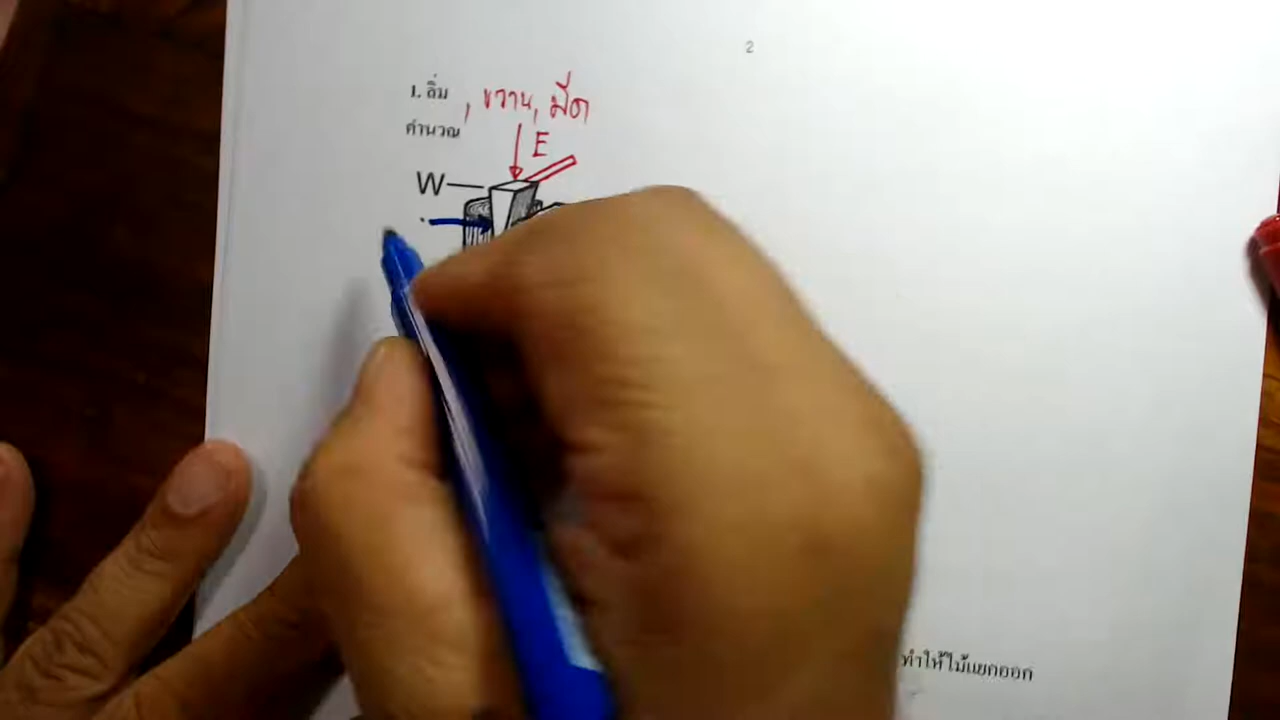 2
1. ลิ่ม , ขวาน, มีด
คำนวณ
E
W
ทำให้ไม้แยกออก